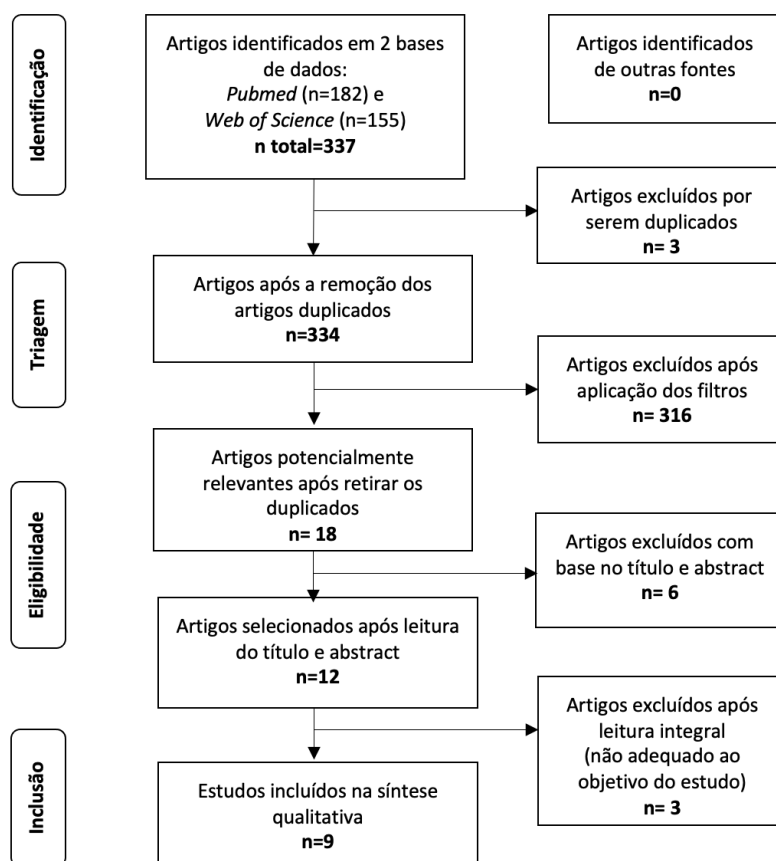 Identificação
Artigos identificados em 2 bases
de dados:
Pubmed (n=182) e
Web of Science (n=155)
n total=337
Artigos identificados
de outras fontes
n=0
Artigos excluídos por
serem duplicados
n= 3
Triagem
Artigos após a remoção dos
artigos duplicados
n=334
Artigos excluídos após
aplicação dos filtros
n= 316
Eligibilidade
Artigos potencialmente
relevantes após retirar os
duplicados
n= 18
Artigos excluídos com
base no título e abstract
n= 6
Artigos selecionados após leitura
do título e abstract
n=12
Artigos excluídos após
leitura integral
(não adequado ao
objetivo do estudo)
n= 3
Inclusão
Estudos incluídos na síntese
qualitativa
n=9